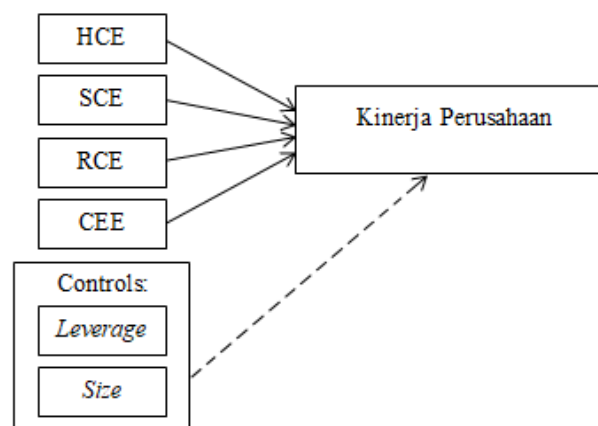 HCE
SCE
RCE
CEE
Kinerja Perusahaan
Controls:
Leverage
Size